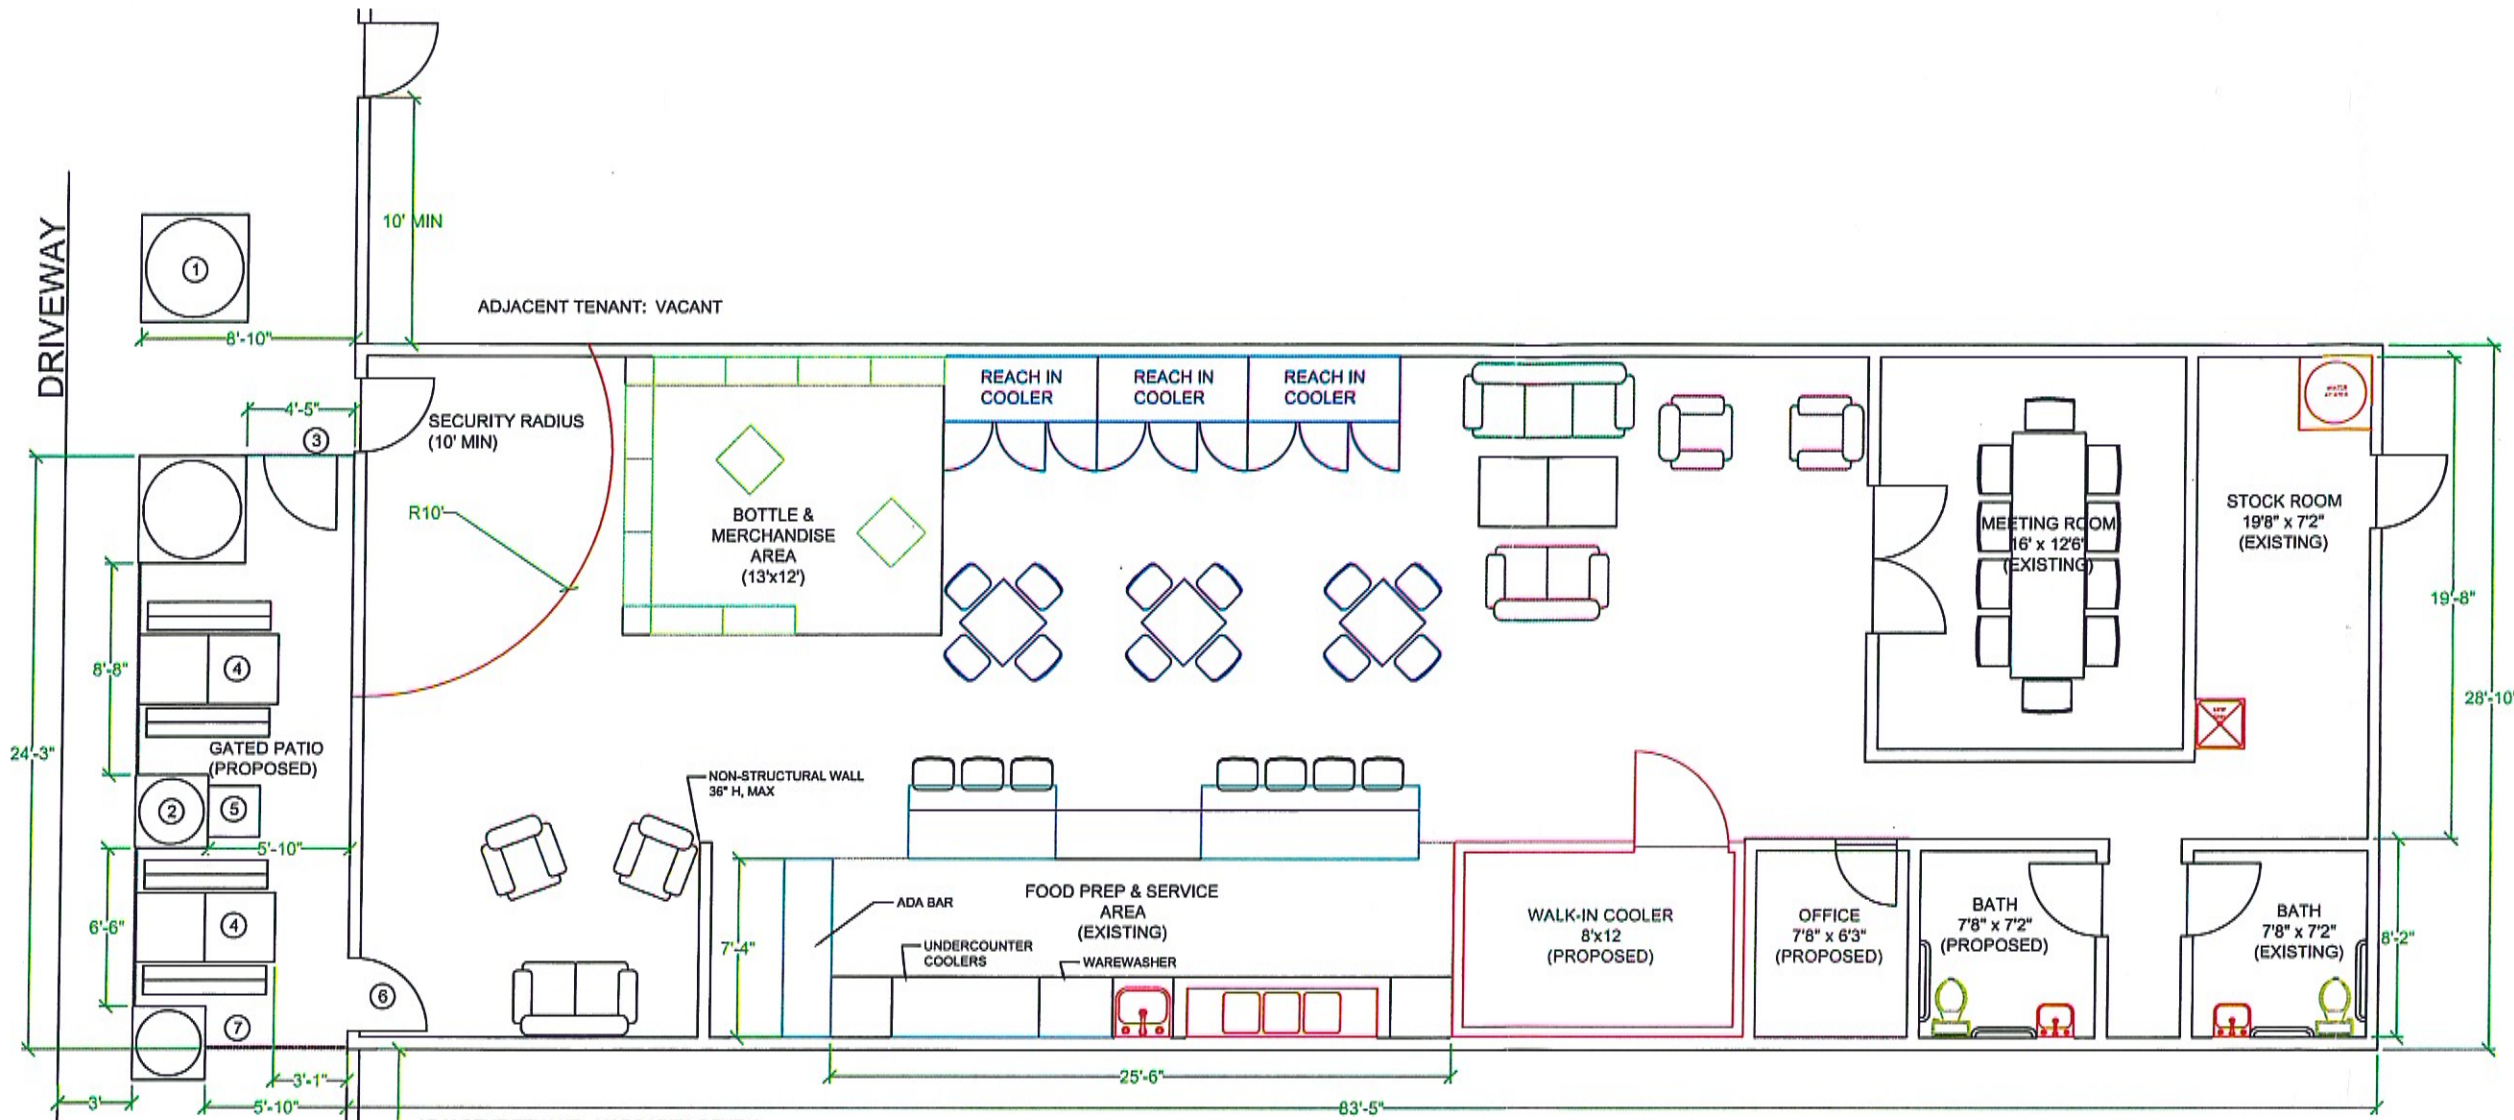 DRIVEWAY
10' MIN
1
ADJACENT TENANT: VACANT
8'-10"
4'-5"
3
SECURITY RADIUS
(10' MIN)
R10'
BOTTLE &
MERCHANDISE
AREA
(13'x12')
REACH IN
COOLER
REACH IN
COOLER
REACH IN
COOLER
MEETING ROOM
16' x 12'6"
(EXISTING)
STOCK ROOM
19'8" x 7'2"
(EXISTING)
19'-8"
28'-10"
24'-3"
8'-8"
4
GATED PATIO
(PROPOSED)
2
5
5'-10"
NON-STRUCTURAL WALL
36" H, MAX
6'-6"
4
6
7
3'-1"
3'
5'-10"
7'-4"
ADA BAR
UNDERCOUNTER
COOLERS
WAREWASHER
FOOD PREP & SERVICE
AREA
(EXISTING)
WALK-IN COOLER
8'x12
(PROPOSED)
OFFICE
7'8" x 6'3"
(PROPOSED)
BATH
7'8" x 7'2"
(PROPOSED)
BATH
7'8" x 7'2"
(EXISTING)
8'-2"
25'-6"
83'-5"